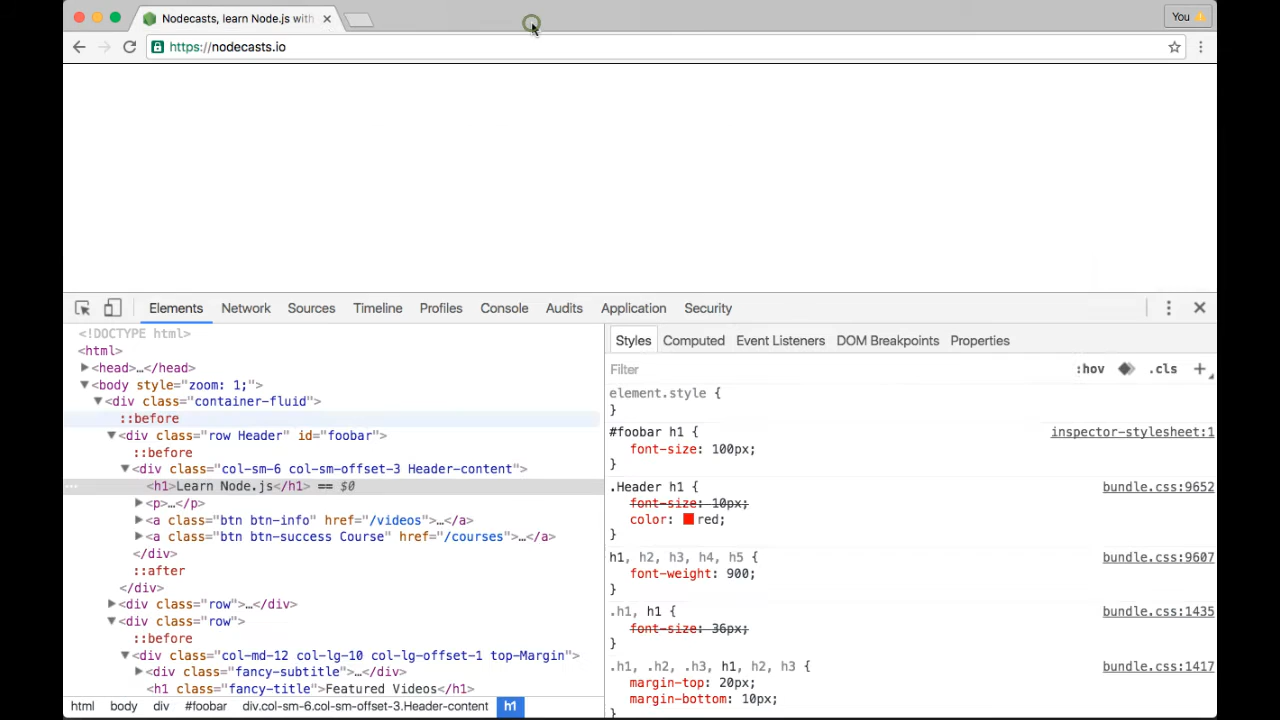 Nodecasts, learn Node.js with
You
https://nodecasts.io
Elements Network Sources Timeline Profiles Console Audits Application Security
<!DOCTYPE html>
<html>
<head>…</head>
<body style="zoom: 1;">
<div class="container-fluid">
::before
<div class="row Header" id="foobar">
::before
<div class="col-sm-6 col-sm-offset-3 Header-content">
… <h1>Learn Node.js</h1> == $0
<p>…</p>
<a class="btn btn-info" href="/videos">…</a>
<a class="btn btn-success Course" href="/courses">…</a>
</div>
::after
</div>
<div class="row">…</div>
<div class="row">
::before
<div class="col-md-12 col-lg-10 col-lg-offset-1 top-Margin">
<div class="fancy-subtitle">…</div>
<h1 class="fancy-title">Featured Videos</h1>
html body div #foobar div.col-sm-6.col-sm-offset-3.Header-content h1
Styles Computed Event Listeners DOM Breakpoints Properties
Filter :hov .cls +
element.style {
}
#foobar h1 { inspector-stylesheet:1
font-size: 100px;
}
.Header h1 { bundle.css:9652
font-size: 10px;
color: red;
}
h1, h2, h3, h4, h5 { bundle.css:9607
font-weight: 900;
}
.h1, h1 { bundle.css:1435
font-size: 36px;
}
.h1, .h2, .h3, h1, h2, h3 { bundle.css:1417
margin-top: 20px;
margin-bottom: 10px;
}